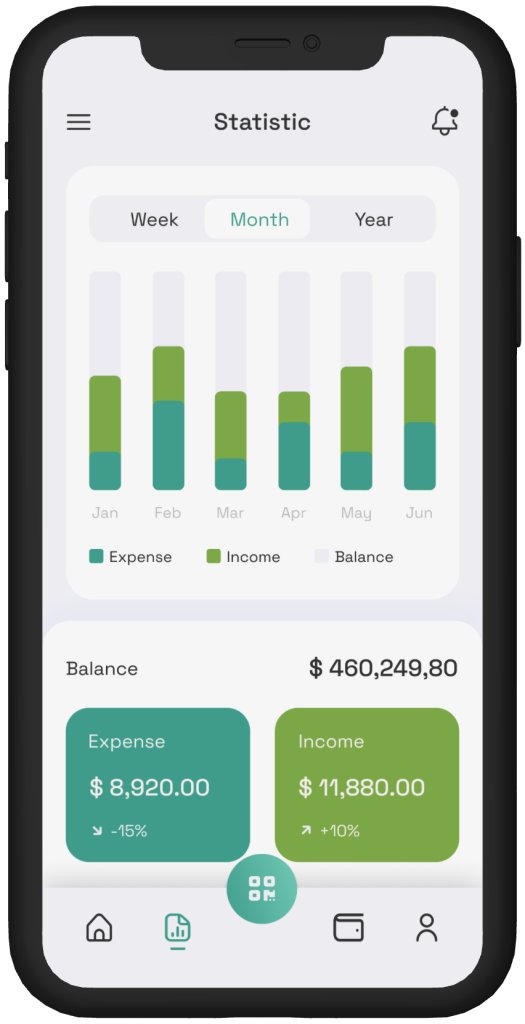 Statistic
Week Month Year
Jan Feb Mar Apr May Jun
Expense Income Balance
Balance $ 460,249,80
Expense Income
$ 8,920.00 $ 11,880.00
-15% +10%